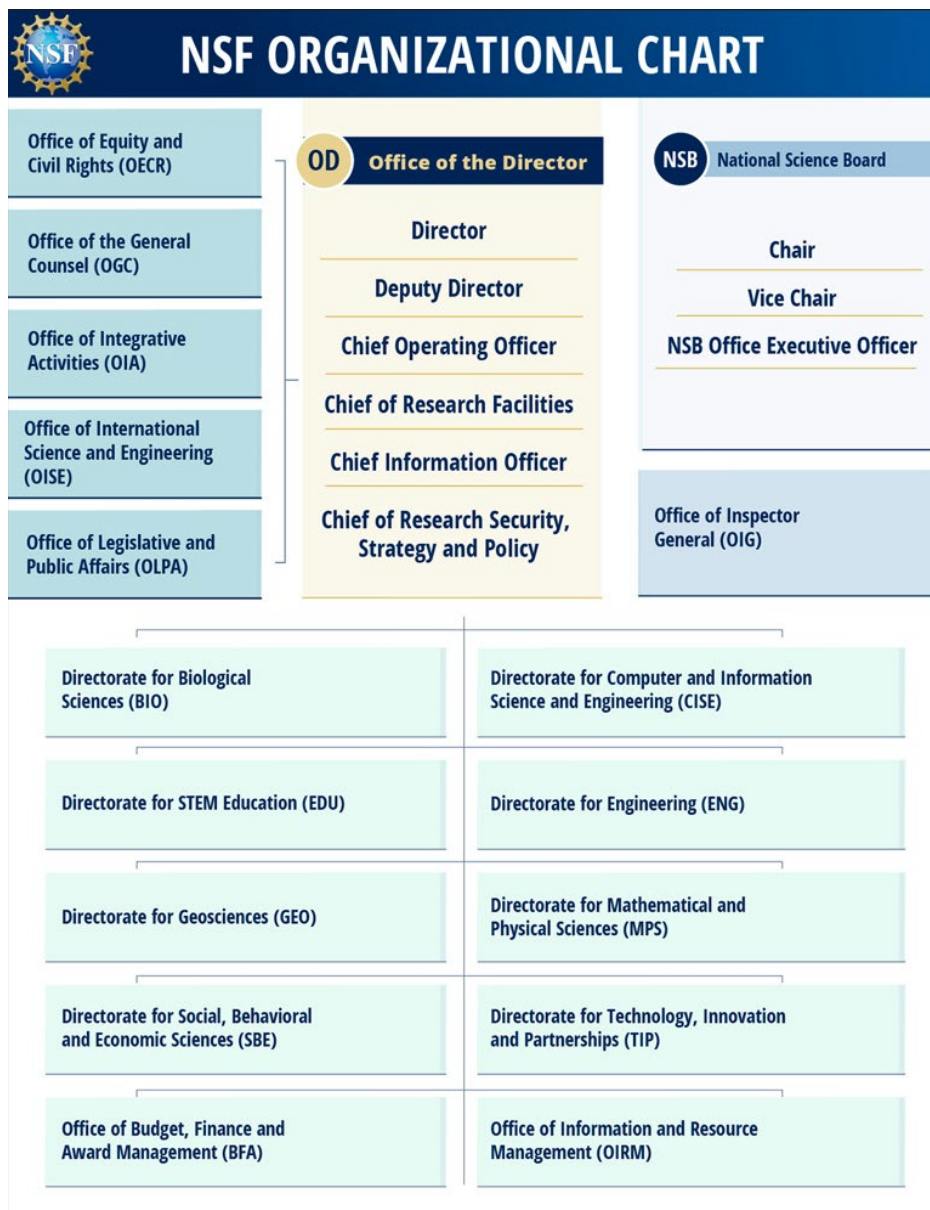 NSF
NSF ORGANIZATIONAL CHART
Office of Equity and
Civil Rights (OECR)
Office of the General
Counsel (OGC)
Office of Integrative
Activities (OIA)
Office of International
Science and Engineering
(OISE)
Office of Legislative and
Public Affairs (OLPA)
OD
Office of the Director
Director
Deputy Director
Chief Operating Officer
Chief of Research Facilities
Chief Information Officer
Chief of Research Security,
Strategy and Policy
NSB
National Science Board
Chair
Vice Chair
NSB Office Executive Officer
Office of Inspector
General (OIG)
Directorate for Biological
Sciences (BIO)
Directorate for Computer and Information
Science and Engineering (CISE)
Directorate for STEM Education (EDU)
Directorate for Engineering (ENG)
Directorate for Geosciences (GEO)
Directorate for Mathematical and
Physical Sciences (MPS)
Directorate for Social, Behavioral
and Economic Sciences (SBE)
Directorate for Technology, Innovation
and Partnerships (TIP)
Office of Budget, Finance and
Award Management (BFA)
Office of Information and Resource
Management (OIRM)